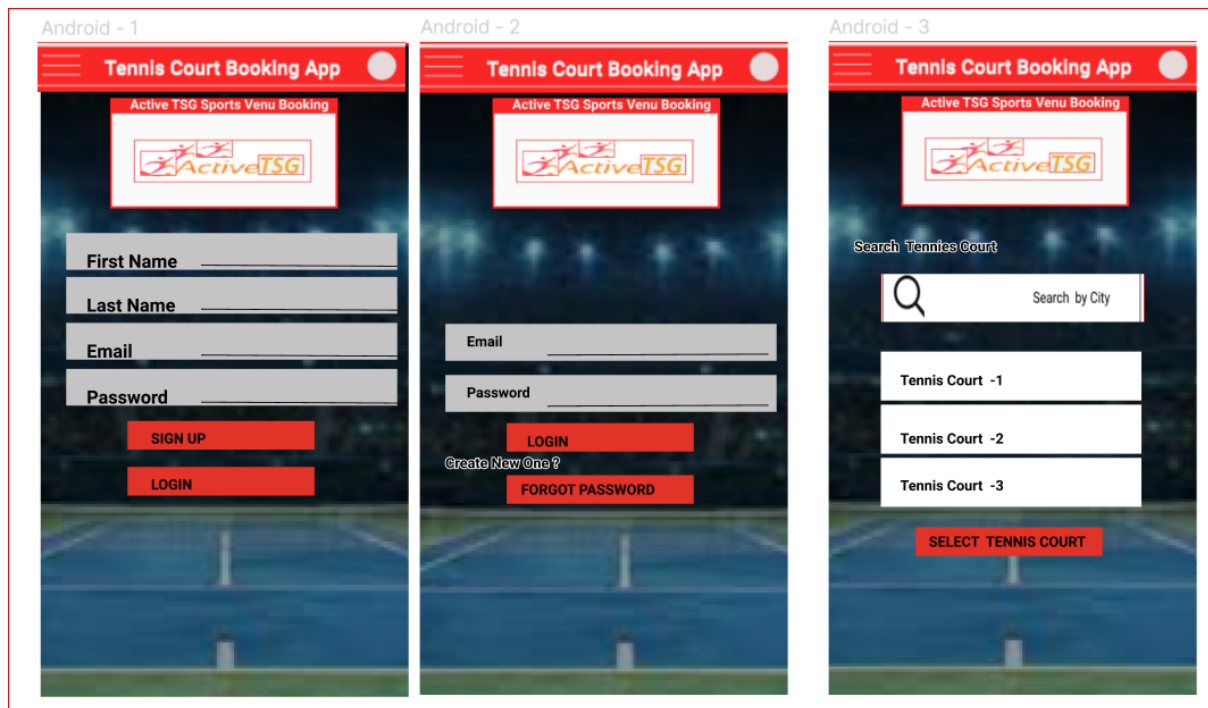 Android - 1
Tennis Court Booking App
Active TSG Sports Venu Booking
ActiveTSG
First Name
Last Name
Email
Password
SIGN UP
LOGIN
Android - 2
Tennis Court Booking App
Active TSG Sports Venu Booking
ActiveTSG
Email
Password
LOGIN
Create New One ?
FORGOT PASSWORD
Android - 3
Tennis Court Booking App
Active TSG Sports Venu Booking
ActiveTSG
Search Tennies Court
Search by City
Tennis Court -1
Tennis Court -2
Tennis Court -3
SELECT TENNIS COURT